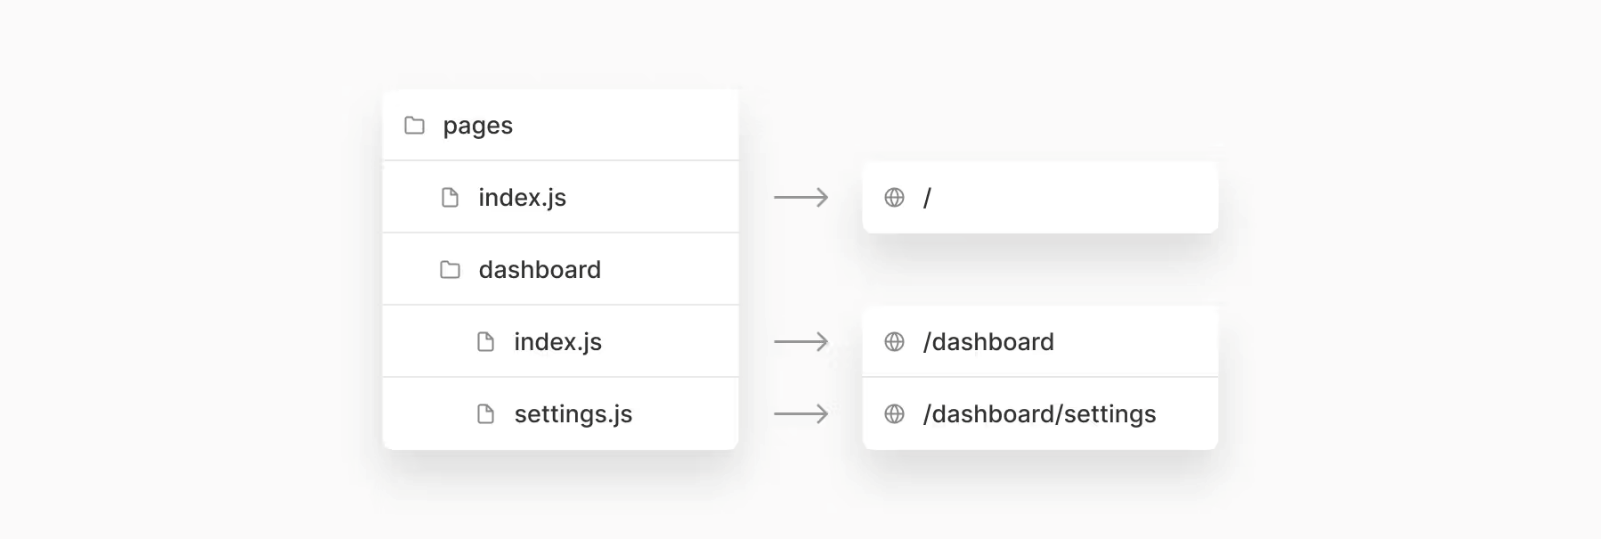 pages
index.js
/
dashboard
index.js
/dashboard
settings.js
/dashboard/settings